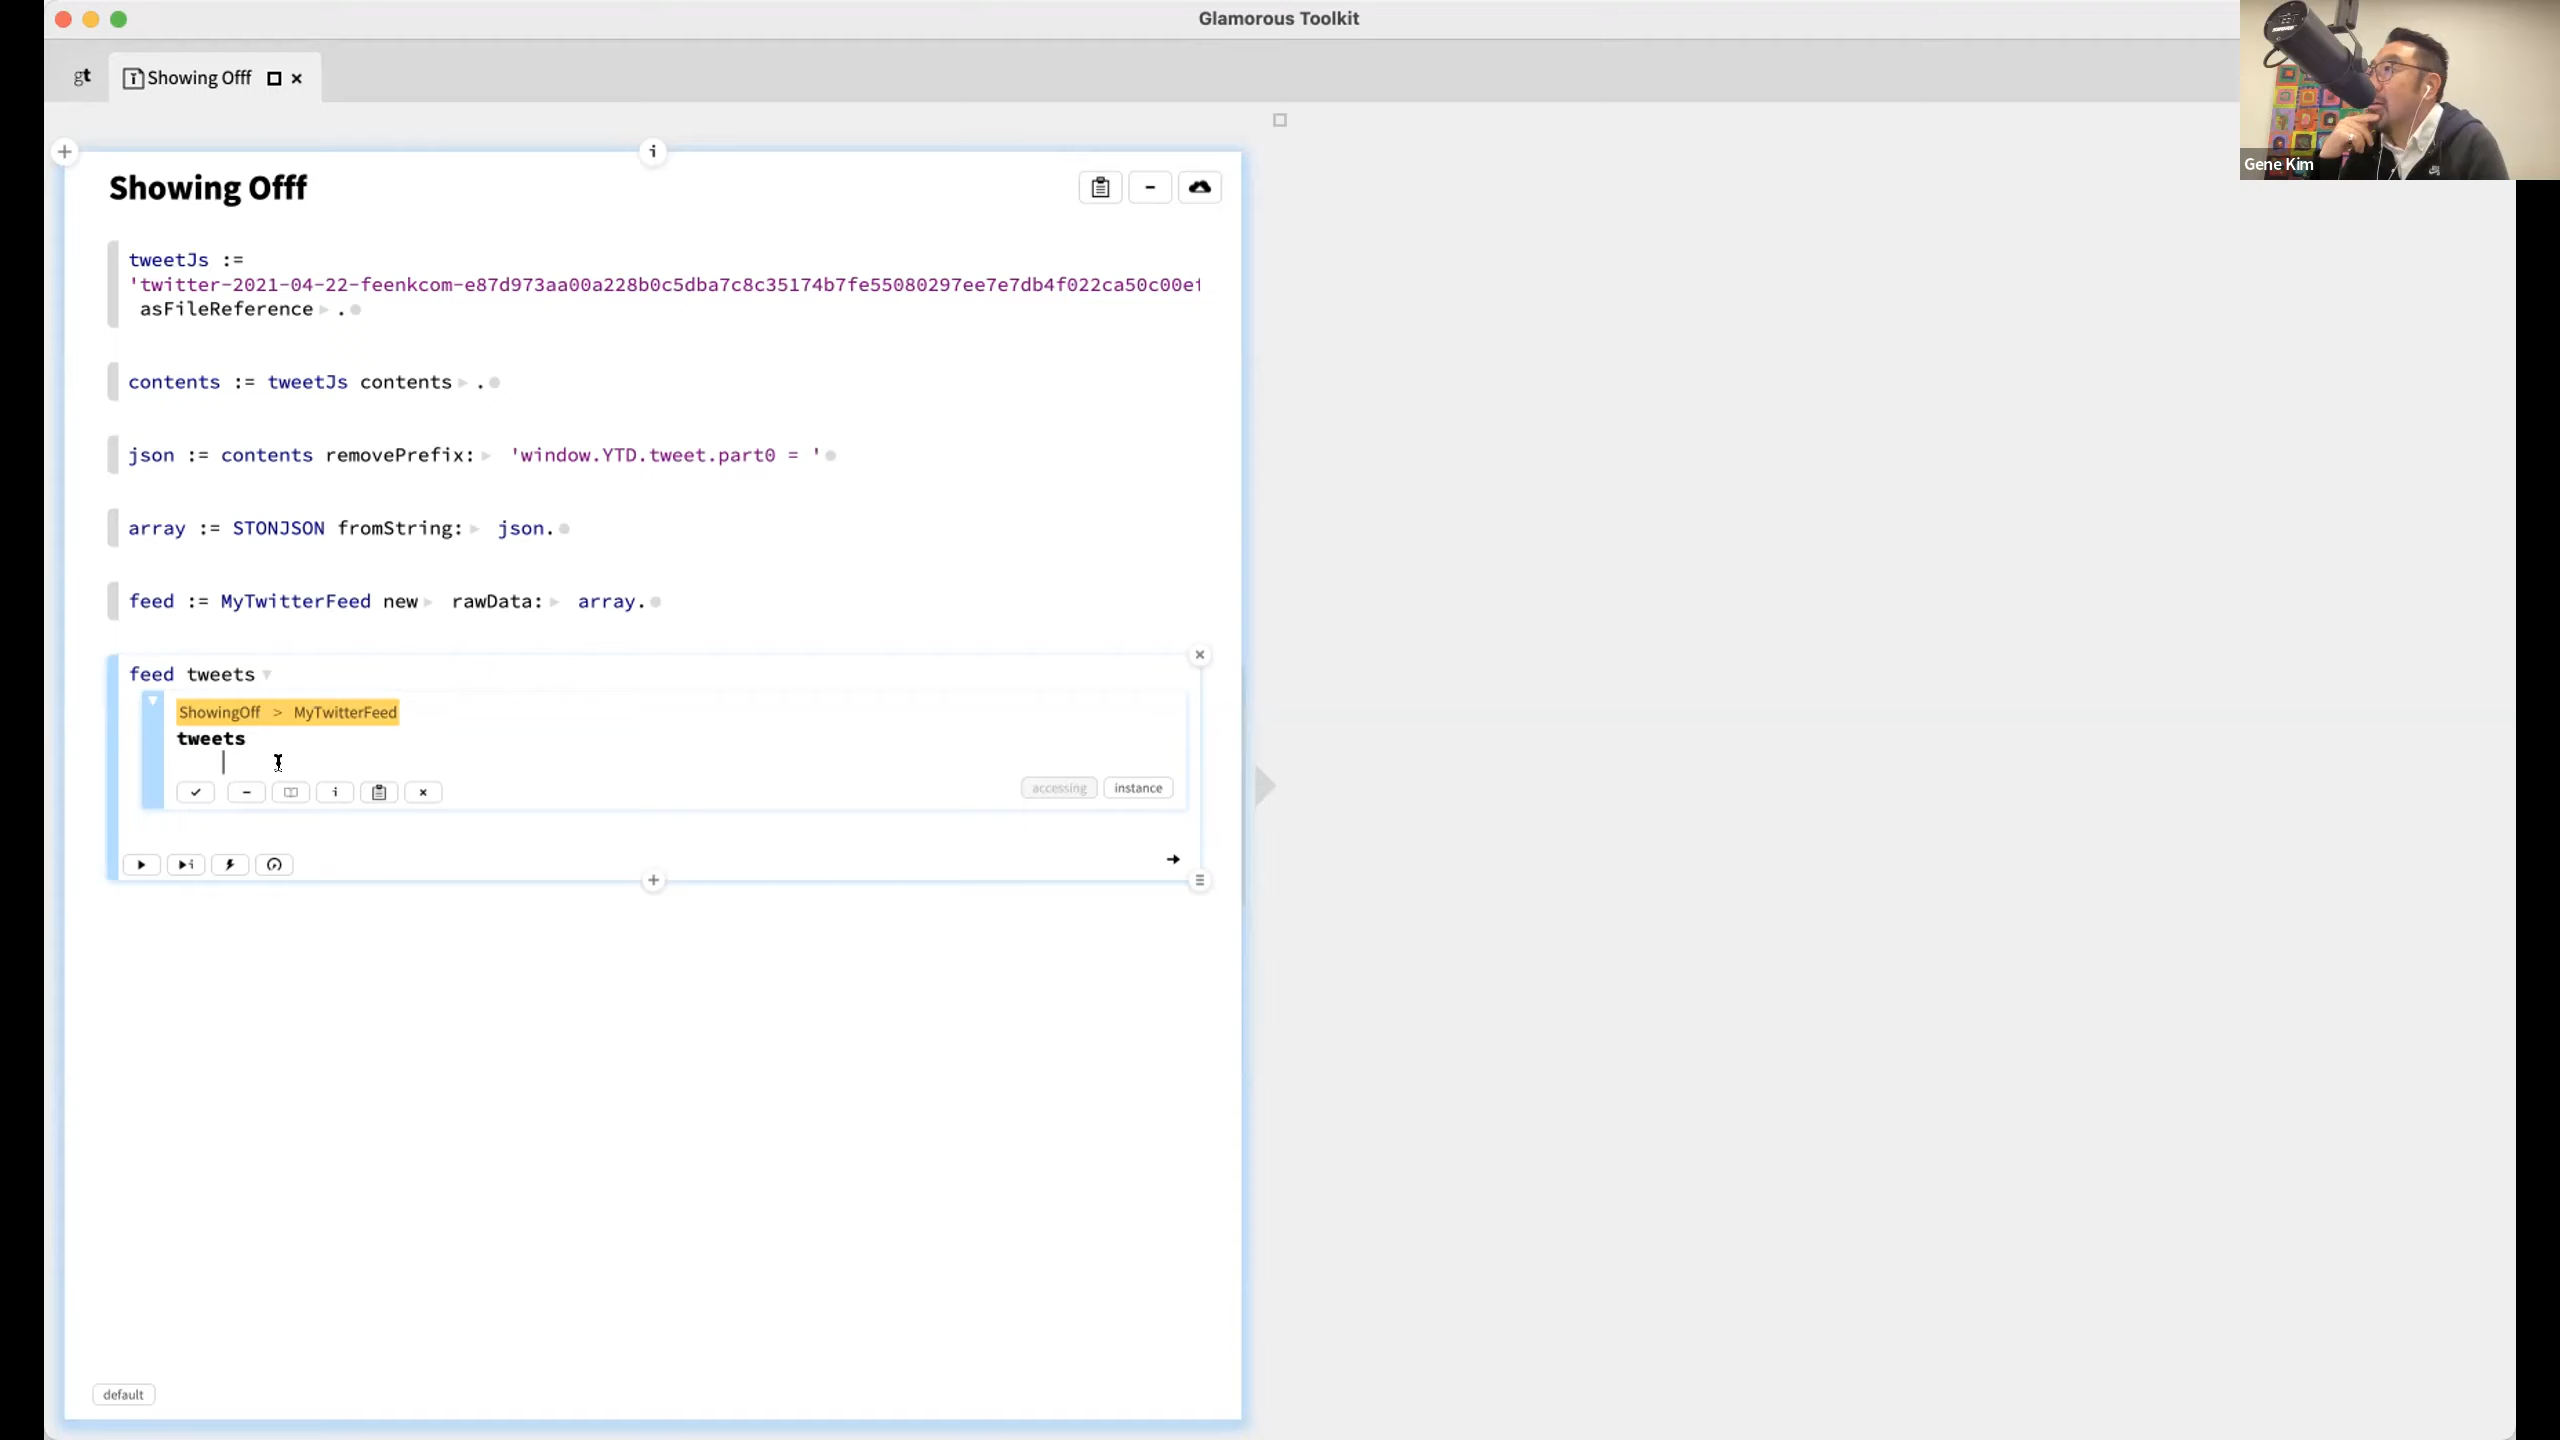 Glamorous Toolkit
gt
Showing Offf
Gene Kim
Showing Offf
tweetJs :=
'twitter-2021-04-22-feenkcom-e87d973aa00a228b0c5dba7c8c35174b7fe55080297ee7e7db4f022ca50c00ef
asFileReference .
contents := tweetJs contents .
json := contents removePrefix: 'window.YTD.tweet.part0 = '
array := STONJSON fromString: json.
feed := MyTwitterFeed new rawData: array.
feed tweets
ShowingOff > MyTwitterFeed
tweets
accessing instance
default